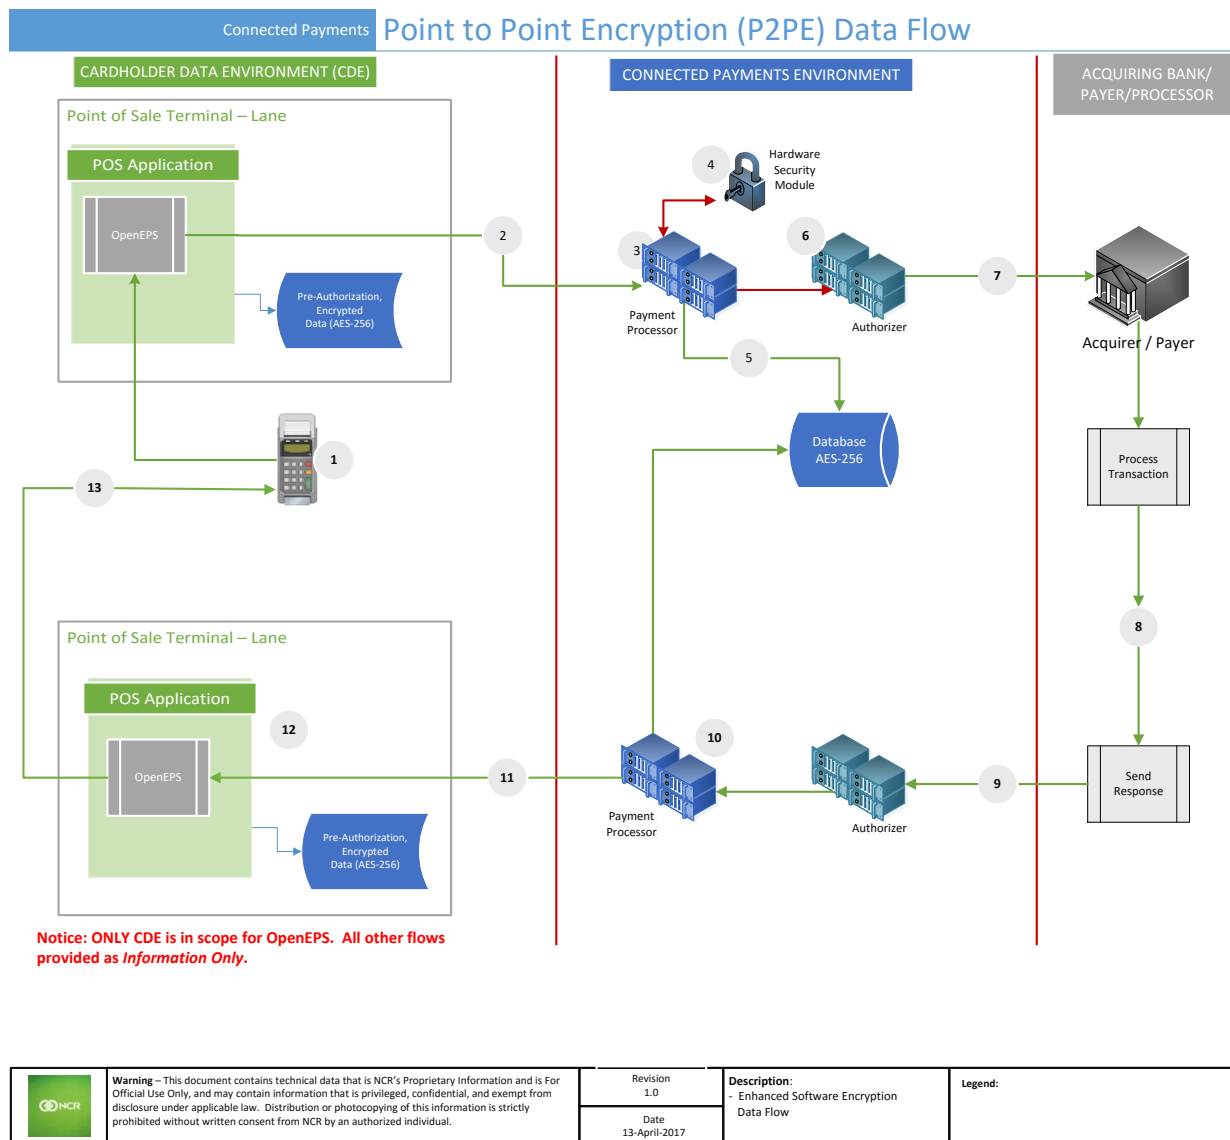 Connected Payments
Point to Point Encryption (P2PE) Data Flow
CARDHOLDER DATA ENVIRONMENT (CDE)
CONNECTED PAYMENTS ENVIRONMENT
ACQUIRING BANK/
PAYER/PROCESSOR
Point of Sale Terminal – Lane
POS Application
OpenEPS
Pre-Authorization,
Encrypted
Data (AES-256)
2
4
Hardware
Security
Module
3
6
7
Payment
Processor
Authorizer
5
Acquirer / Payer
1
Database
AES-256
Process
Transaction
13
8
Point of Sale Terminal – Lane
POS Application
12
OpenEPS
Pre-Authorization,
Encrypted
Data (AES-256)
11
10
Payment
Processor
Authorizer
9
Send
Response
Notice: ONLY CDE is in scope for OpenEPS.  All other flows
provided as Information Only.
NCR
Warning – This document contains technical data that is NCR's Proprietary Information and is For
Official Use Only, and may contain information that is privileged, confidential, and exempt from
disclosure under applicable law.  Distribution or photocopying of this information is strictly
prohibited without written consent from NCR by an authorized individual.
Revision
1.0
Date
13-April-2017
Description:
- Enhanced Software Encryption
Data Flow
Legend: